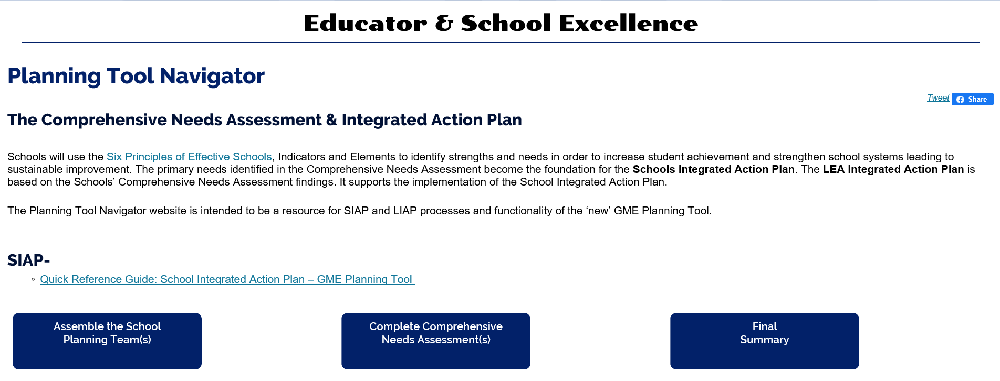 Educator & School Excellence
Planning Tool Navigator
Tweet Share
The Comprehensive Needs Assessment & Integrated Action Plan
Schools will use the Six Principles of Effective Schools, Indicators and Elements to identify strengths and needs in order to increase student achievement and strengthen school systems leading to
sustainable improvement. The primary needs identified in the Comprehensive Needs Assessment become the foundation for the Schools Integrated Action Plan. The LEA Integrated Action Plan is
based on the Schools’ Comprehensive Needs Assessment findings. It supports the implementation of the School Integrated Action Plan.
The Planning Tool Navigator website is intended to be a resource for SIAP and LIAP processes and functionality of the ‘new’ GME Planning Tool.
SIAP-
Quick Reference Guide: School Integrated Action Plan – GME Planning Tool
Assemble the School
Planning Team(s)
Complete Comprehensive
Needs Assessment(s)
Final
Summary